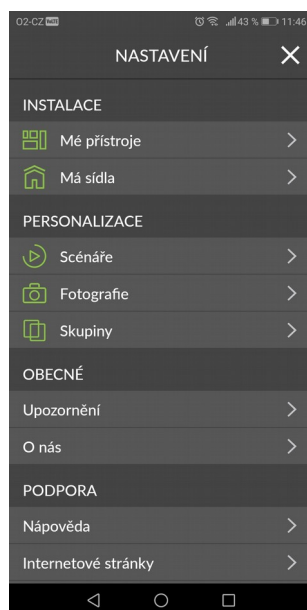 O2-CZ VoLTE 43 % 11:46
NASTAVENÍ
INSTALACE
Mé přístroje
Má sídla
PERSONALIZACE
Scénáře
Fotografie
Skupiny
OBECNÉ
Upozornění
O nás
PODPORA
Nápověda
Internetové stránky